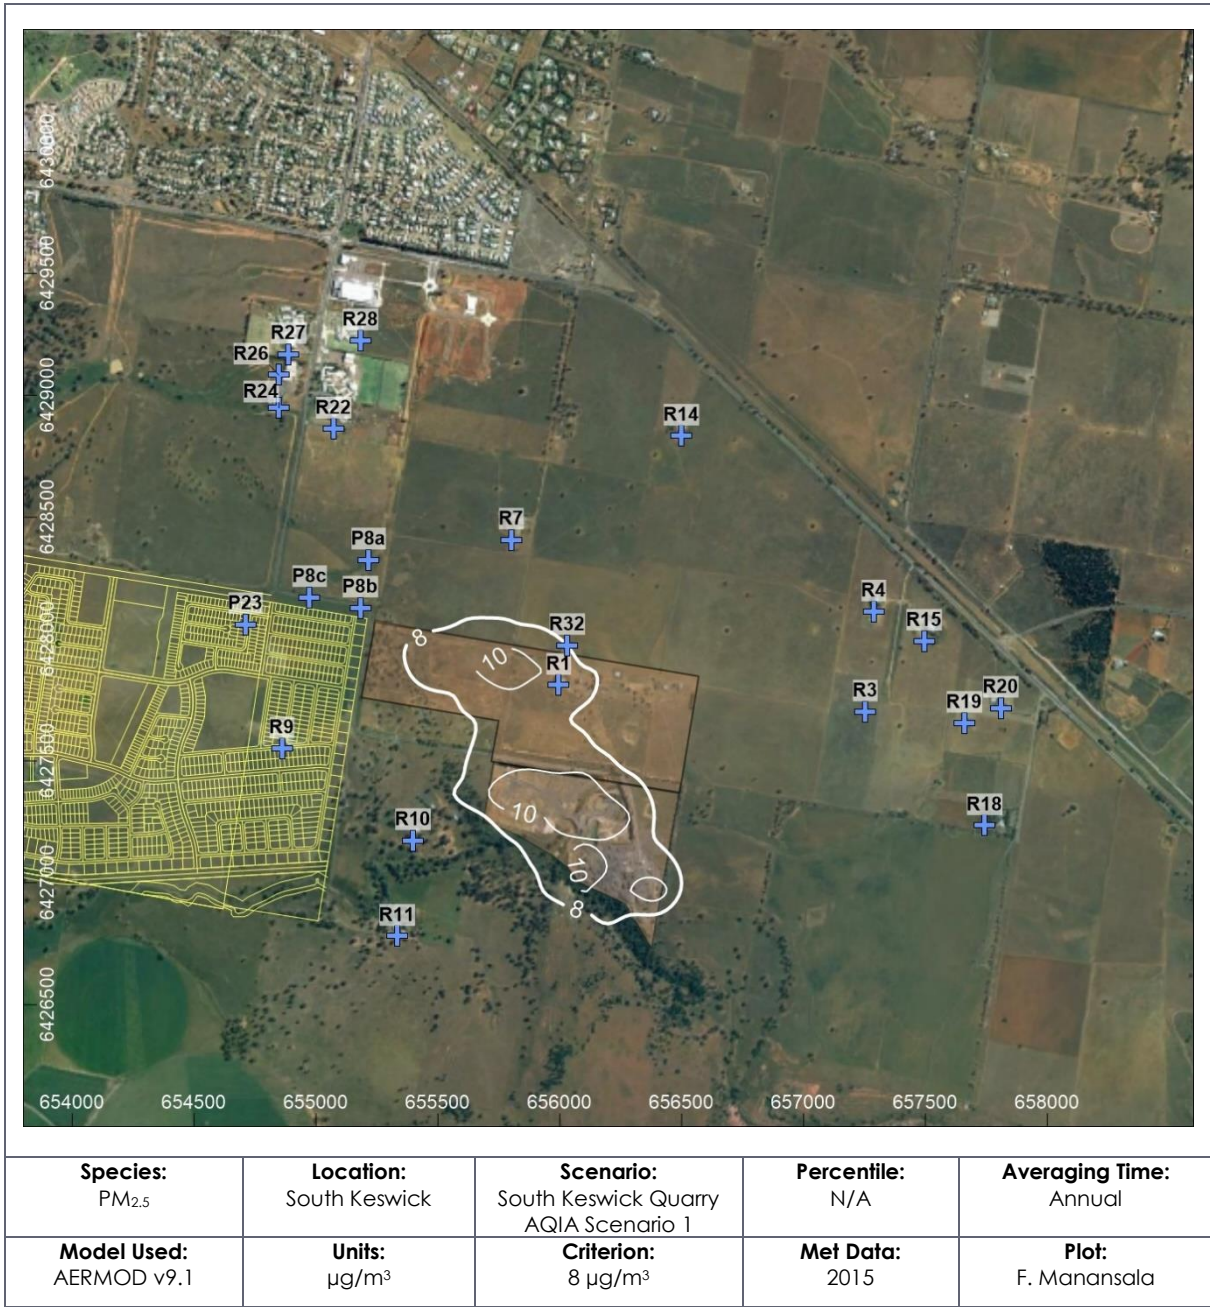 6430000
6429500
6429000
6428500
6428000
6427500
6427000
6426500
R28
R27
R26
R24
R22
R14
R7
P8a
P8c
P8b
P23
R4
R32
R15
8
10
R1
R3
R20
R19
R9
10
R18
R10
10
8
R11
654000 654500 655000 655500 656000 656500 657000 657500 658000
Species: Location: Scenario: Percentile: Averaging Time:
PM2.5 South Keswick South Keswick Quarry N/A Annual
AQIA Scenario 1
Model Used: Units: Criterion: Met Data: Plot:
AERMOD v9.1 µg/m³ 8 µg/m³ 2015 F. Manansala